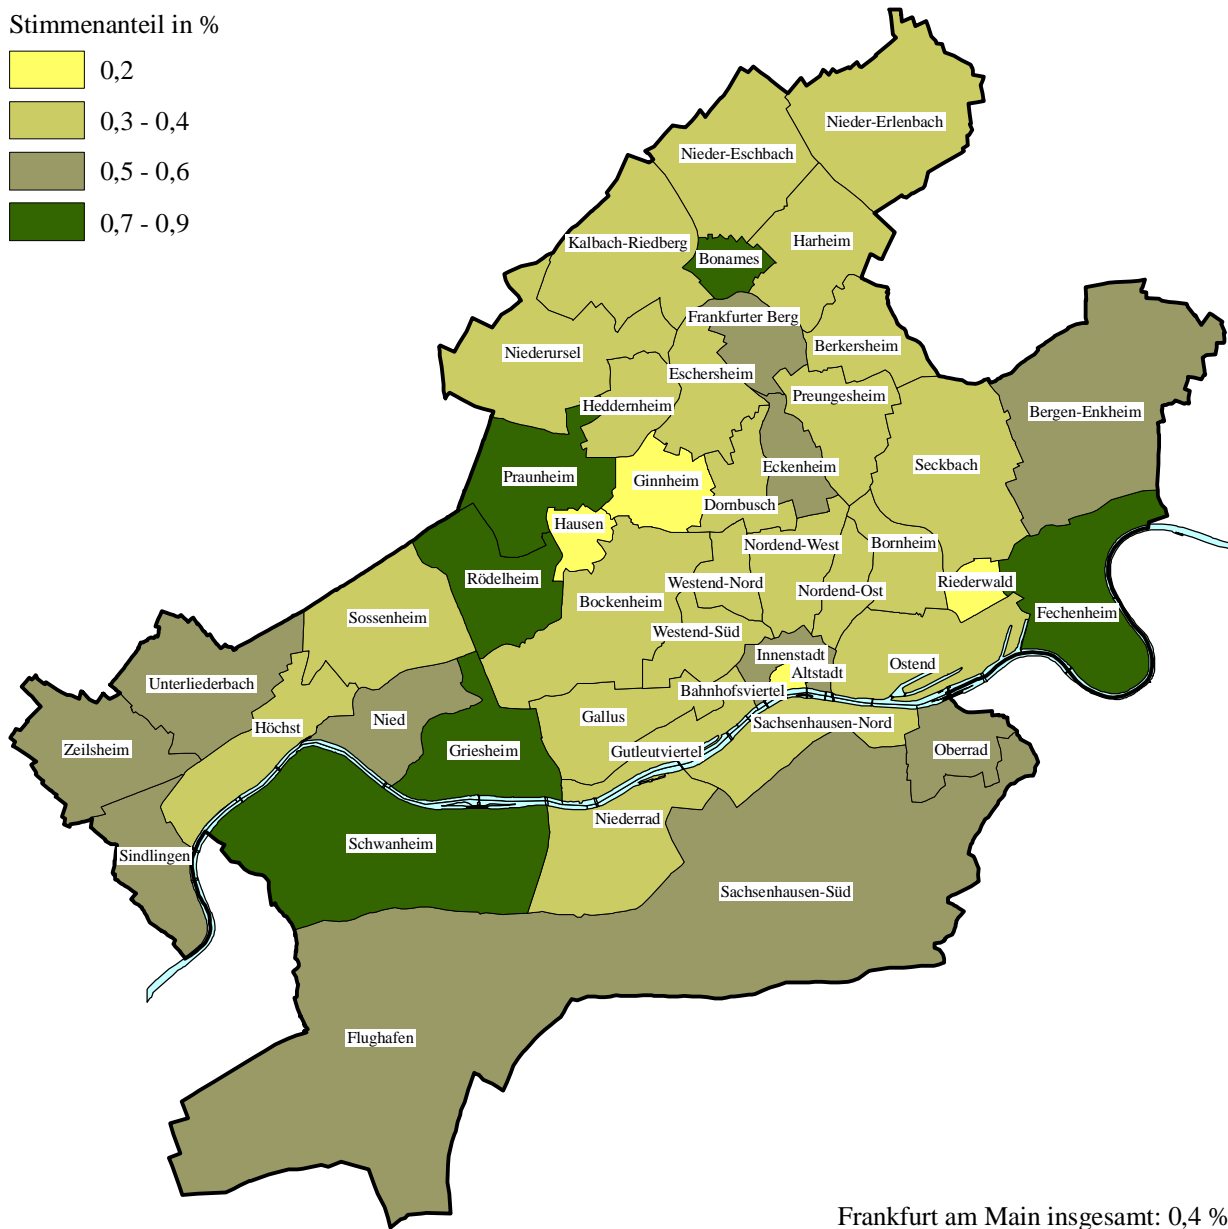 Stimmenanteil in %
0,2
0,3 - 0,4
0,5 - 0,6
0,7 - 0,9
Nieder-Erlenbach
Nieder-Eschbach
Kalbach-Riedberg
Harheim
Bonames
Frankfurter Berg
Niederursel
Berkersheim
Eschersheim
Preungesheim
Heddernheim
Bergen-Enkheim
Seckbach
Eckenheim
Praunheim
Ginnheim
Dornbusch
Hausen
Nordend-West
Bornheim
Rödelheim
Westend-Nord
Riederwald
Nordend-Ost
Bockenheim
Fechenheim
Sossenheim
Westend-Süd
Innenstadt
Ostend
Altstadt
Unterliederbach
Bahnhofsviertel
Gallus
Nied
Sachsenhausen-Nord
Höchst
Zeilsheim
Griesheim
Gutleutviertel
Oberrad
Niederrad
Schwanheim
Sindlingen
Sachsenhausen-Süd
Flughafen
Frankfurt am Main insgesamt: 0,4 %